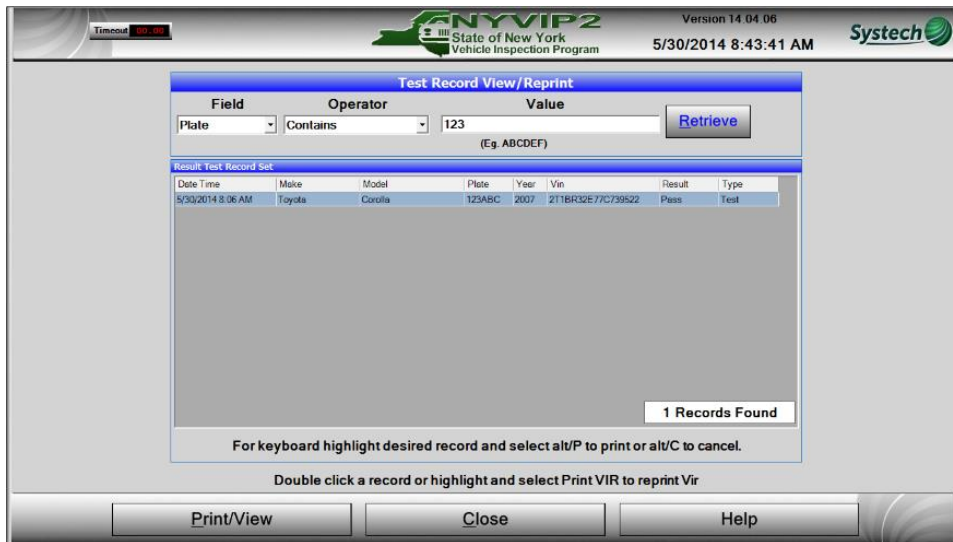 Timeout 00:00
NYVIP2
State of New York
Vehicle Inspection Program
Version 14 04 06
5/30/2014 8:43:41 AM
Systech
Test Record View/Reprint
Field Operator Value
Plate Contains 123 Retrieve
(Eg. ABCDEF)
Result Test Record Set
Date Time Make Model Plate Year Vin Result Type
5/30/2014 8:06 AM Toyota Corolla 123ABC 2007 2T1BR32E77C739522 Pass Test
1 Records Found
For keyboard highlight desired record and select alt/P to print or alt/C to cancel.
Double click a record or highlight and select Print VIR to reprint Vir
Print/View Close Help